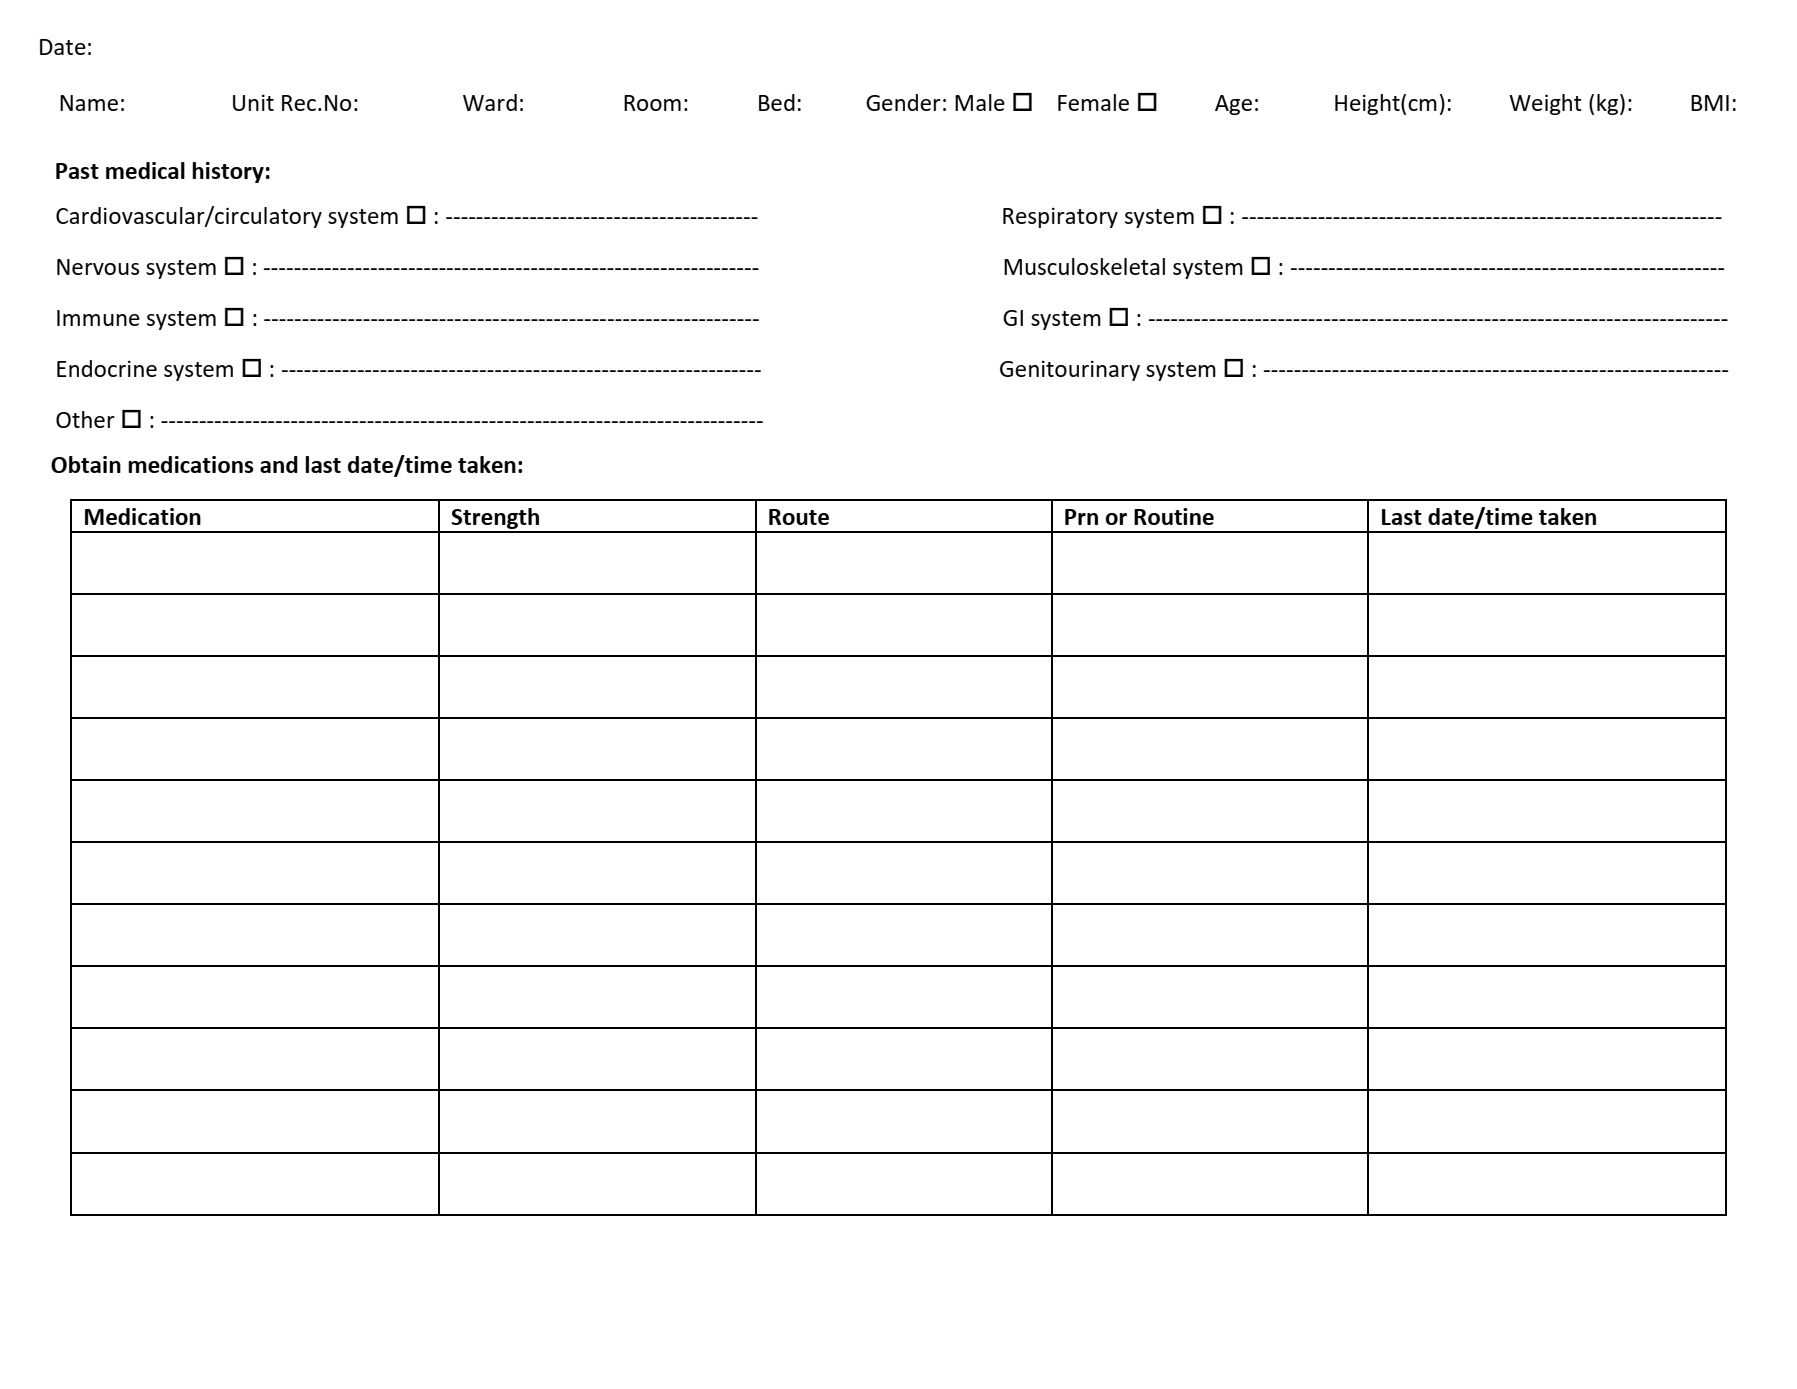 Date:
Name: Unit Rec.No: Ward: Room: Bed: Gender: Male ☐ Female ☐ Age: Height(cm): Weight (kg): BMI:
Past medical history:
Cardiovascular/circulatory system ☐ : ----------------------------------------- Respiratory system ☐ : ---------------------------------------------------------------
Nervous system ☐ : ----------------------------------------------------------------- Musculoskeletal system ☐ : ---------------------------------------------------------
Immune system ☐ : ----------------------------------------------------------------- GI system ☐ : ----------------------------------------------------------------------------
Endocrine system ☐ : --------------------------------------------------------------- Genitourinary system ☐ : -------------------------------------------------------------
Other ☐ : -------------------------------------------------------------------------------
Obtain medications and last date/time taken:
Medication Strength Route Prn or Routine Last date/time taken